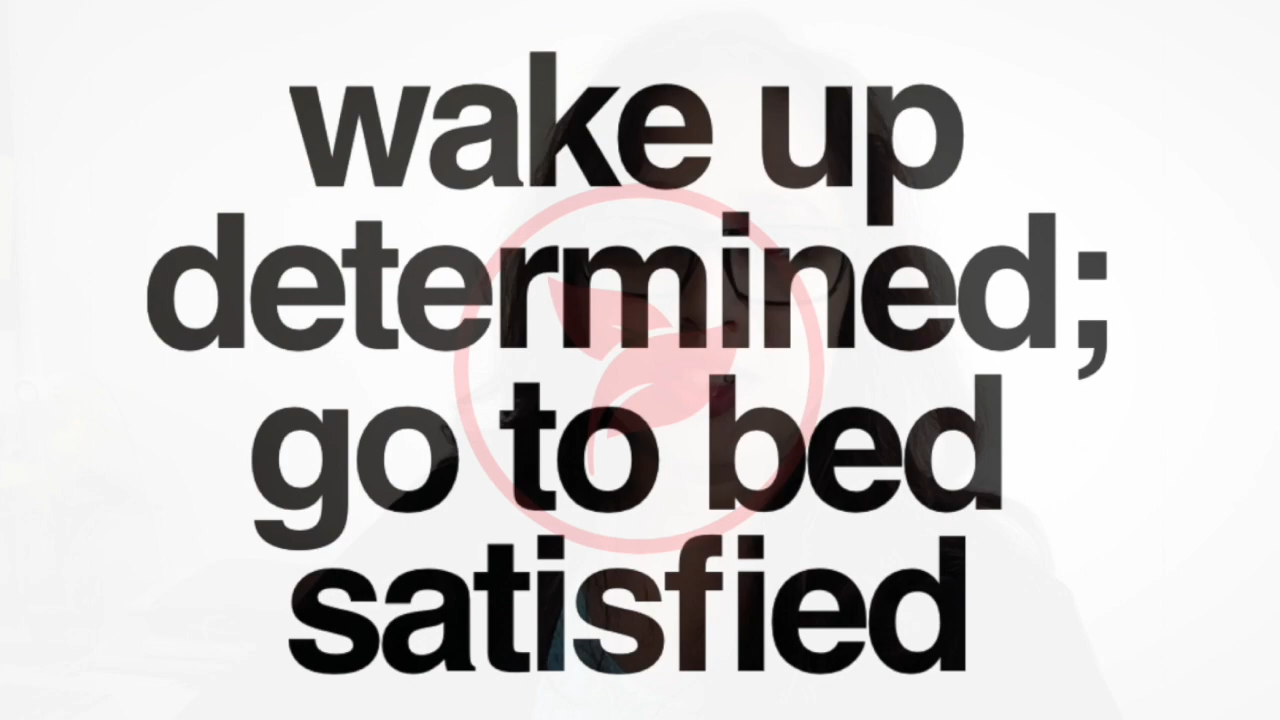 wake up
determined;
go to bed
satisfied